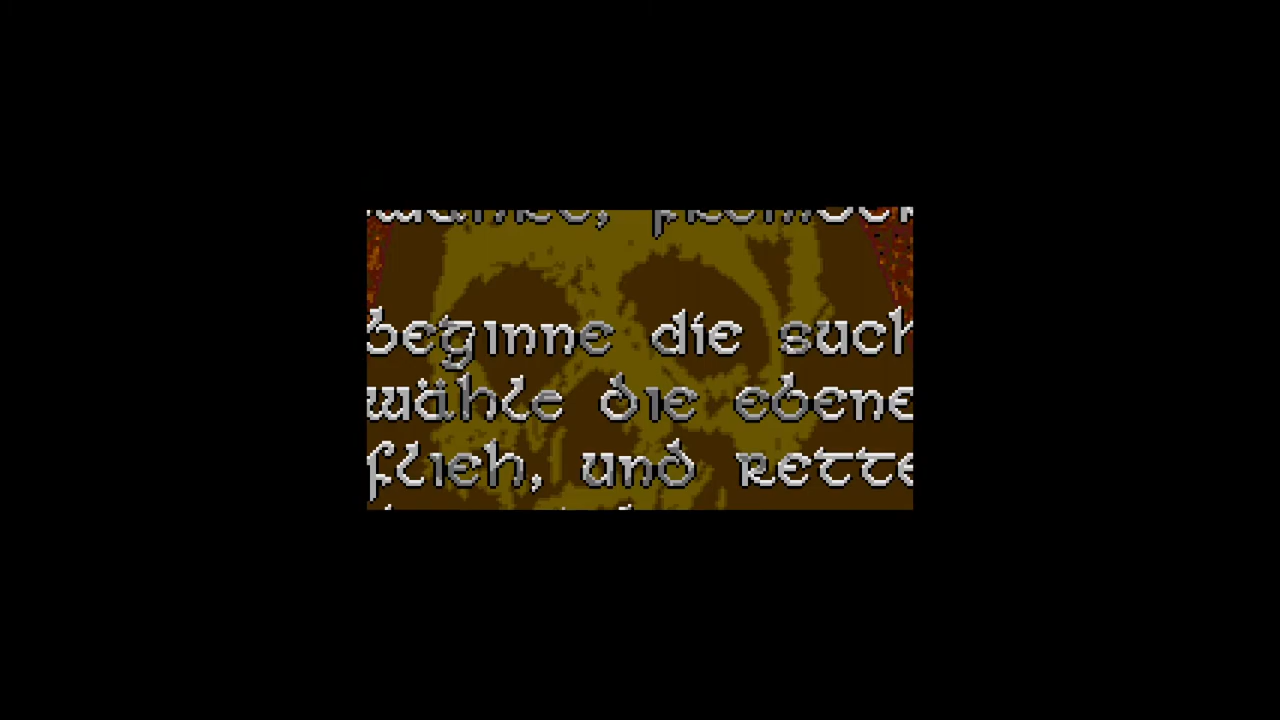 beginne die such
wähle die ebene
flieh, und rette